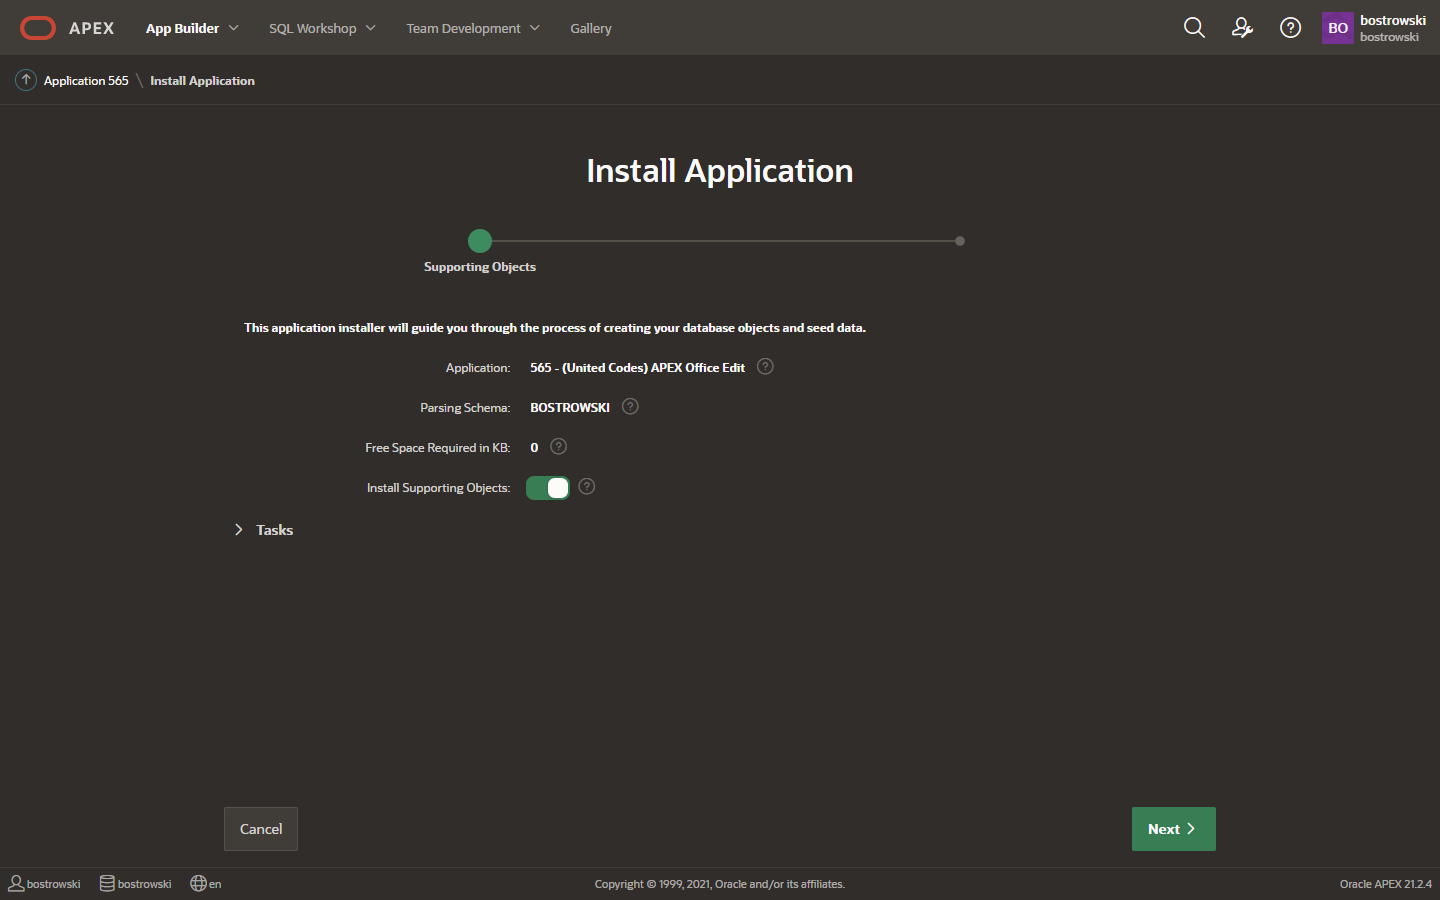 APEX App Builder SQL Workshop Team Development Gallery BO bostrowski
bostrowski
Application 565 \ Install Application
Install Application
Supporting Objects
This application installer will guide you through the process of creating your database objects and seed data.
Application: 565 - (United Codes) APEX Office Edit ?
Parsing Schema: BOSTROWSKI ?
Free Space Required in KB: 0 ?
Install Supporting Objects: ?
Tasks
Cancel Next
bostrowski bostrowski en Copyright © 1999, 2021, Oracle and/or its affiliates. Oracle APEX 21.2.4